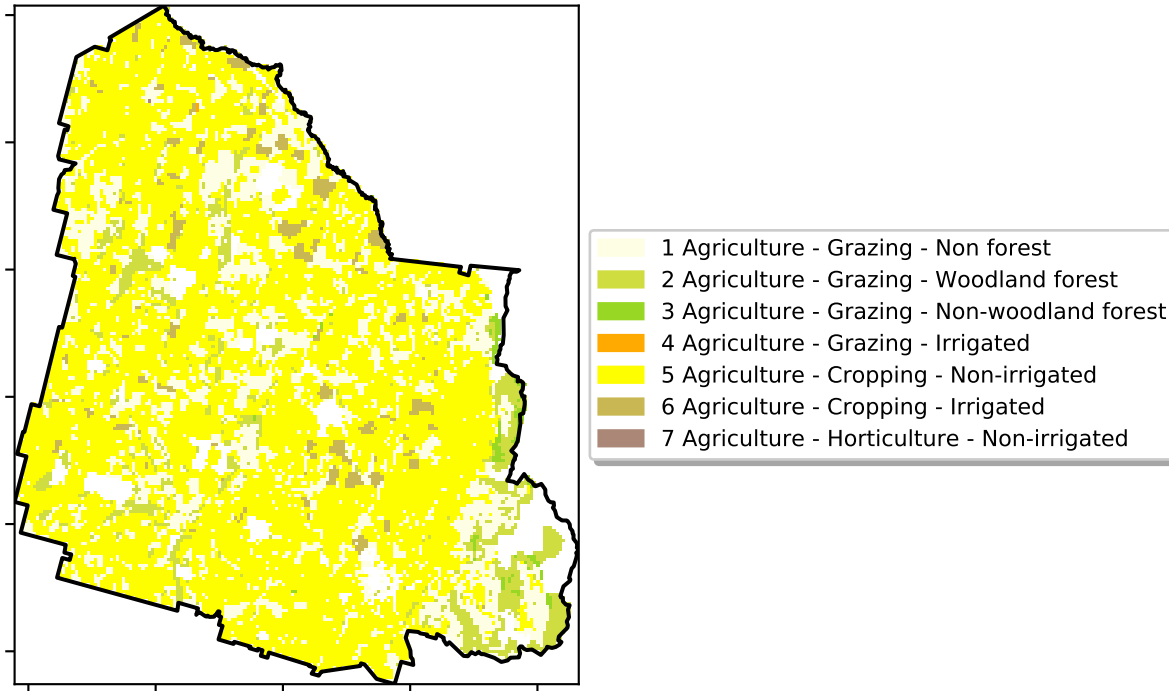 1 Agriculture - Grazing - Non forest
2 Agriculture - Grazing - Woodland forest
3 Agriculture - Grazing - Non-woodland forest
4 Agriculture - Grazing - Irrigated
5 Agriculture - Cropping - Non-irrigated
6 Agriculture - Cropping - Irrigated
7 Agriculture - Horticulture - Non-irrigated